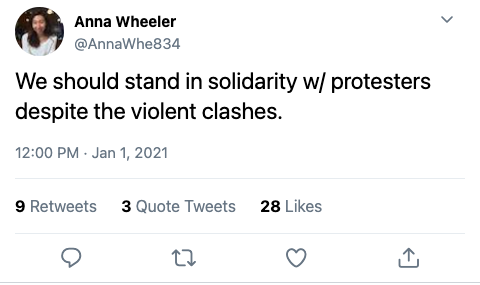 Anna Wheeler
@AnnaWhe834
We should stand in solidarity w/ protesters
despite the violent clashes.
12:00 PM · Jan 1, 2021
9 Retweets 3 Quote Tweets 28 Likes